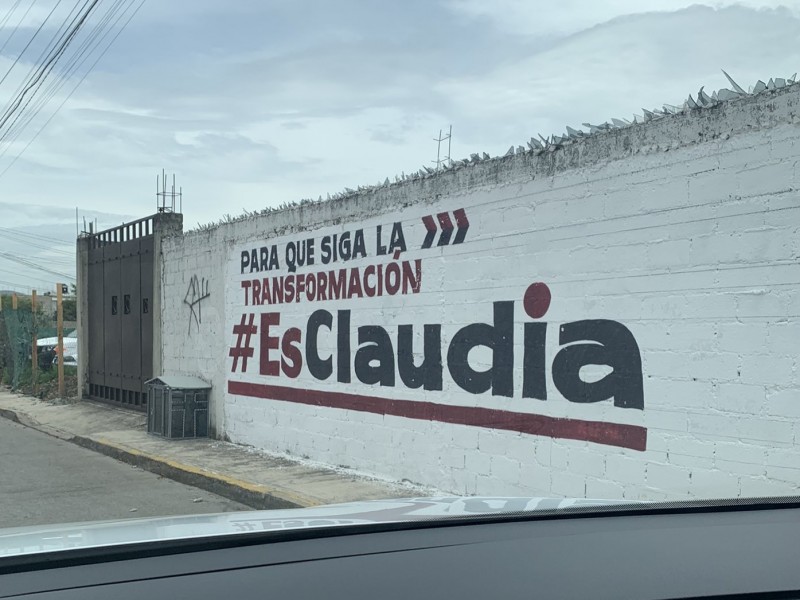 PARA QUE SIGA LA
TRANSFORMACIÓN
#EsClaudia